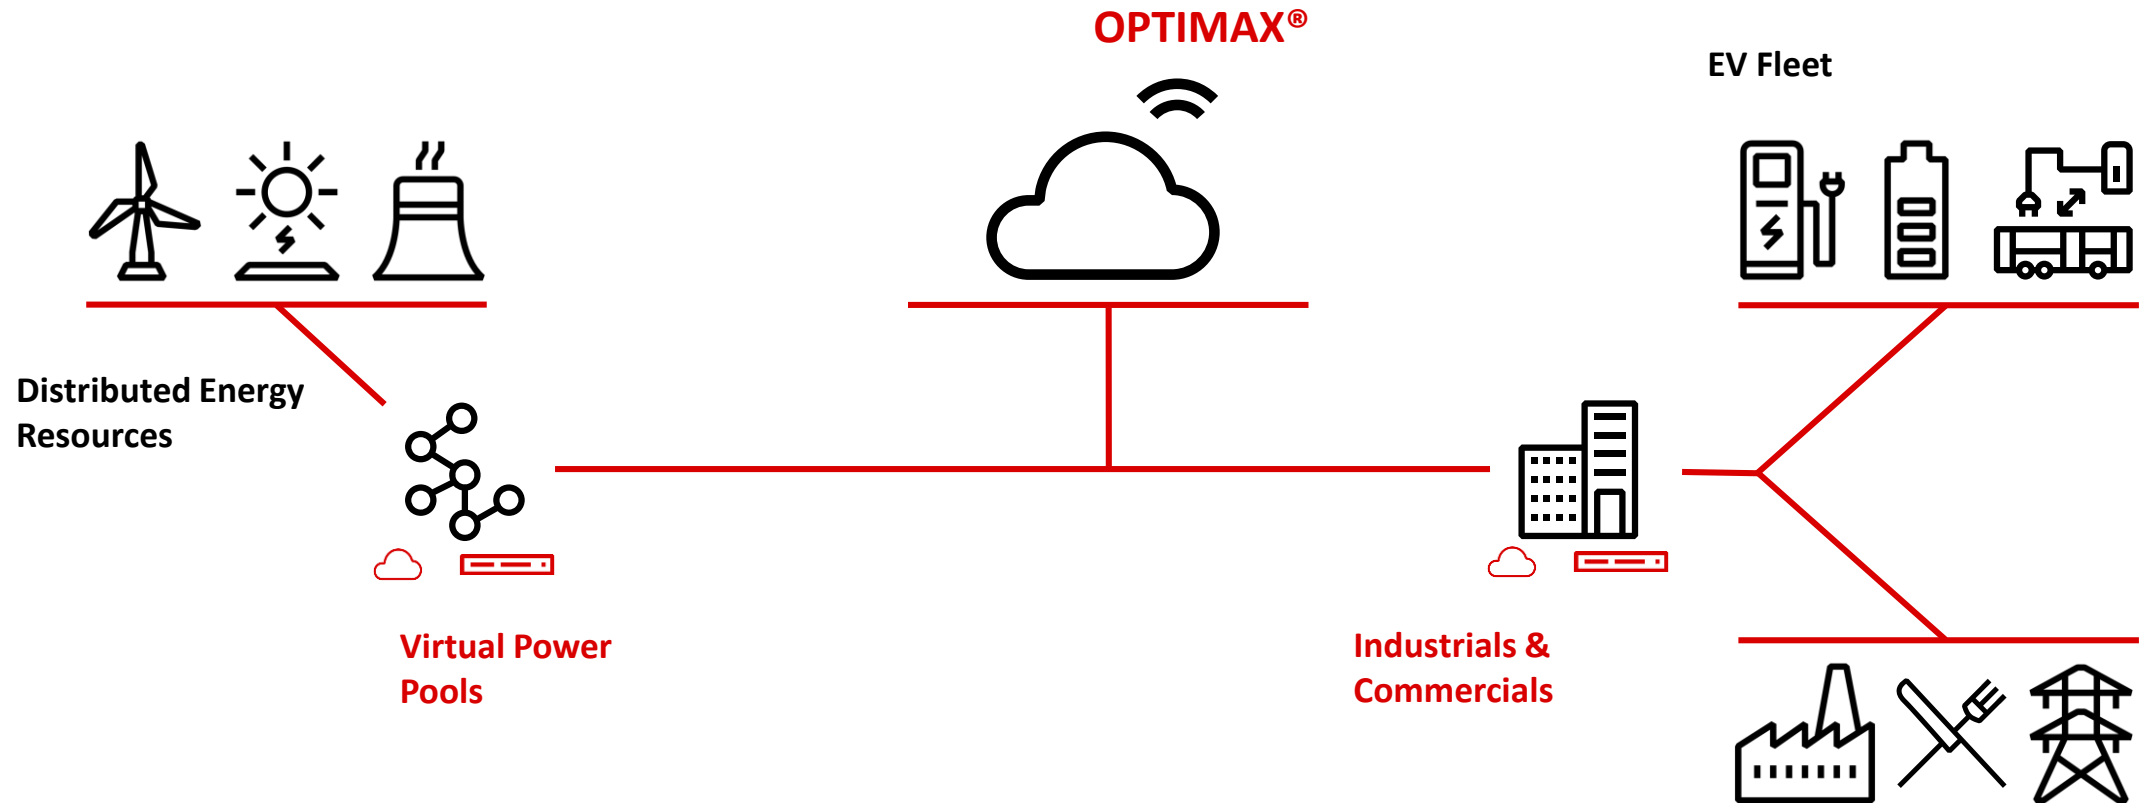 OPTIMAX®
EV Fleet
Distributed Energy
Resources
Virtual Power
Pools
Industrials &
Commercials